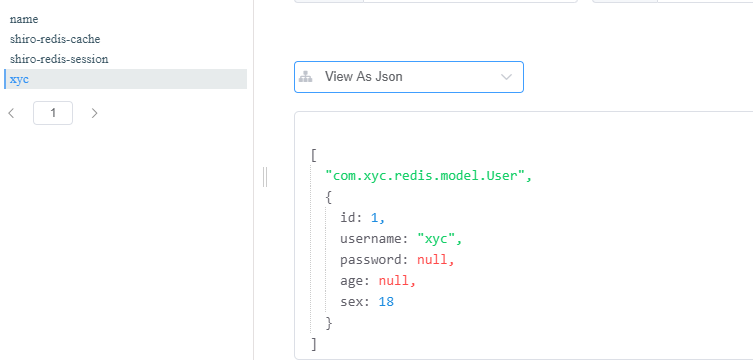 name
shiro-redis-cache
shiro-redis-session
xyc
1
View As Json
[
"com.xyc.redis.model.User",
{
id: 1,
username: "xyc",
password: null,
age: null,
sex: 18
}
]